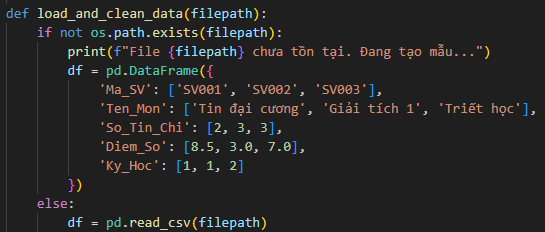 def load_and_clean_data(filepath):
    if not os.path.exists(filepath):
        print(f"File {filepath} chưa tồn tại. Đang tạo mẫu...")
        df = pd.DataFrame({
            'Ma_SV': ['SV001', 'SV002', 'SV003'],
            'Ten_Mon': ['Tin đại cương', 'Giải tích 1', 'Triết học'],
            'So_Tin_Chi': [2, 3, 3],
            'Diem_So': [8.5, 3.0, 7.0],
            'Ky_Hoc': [1, 1, 2]
        })
    else:
        df = pd.read_csv(filepath)